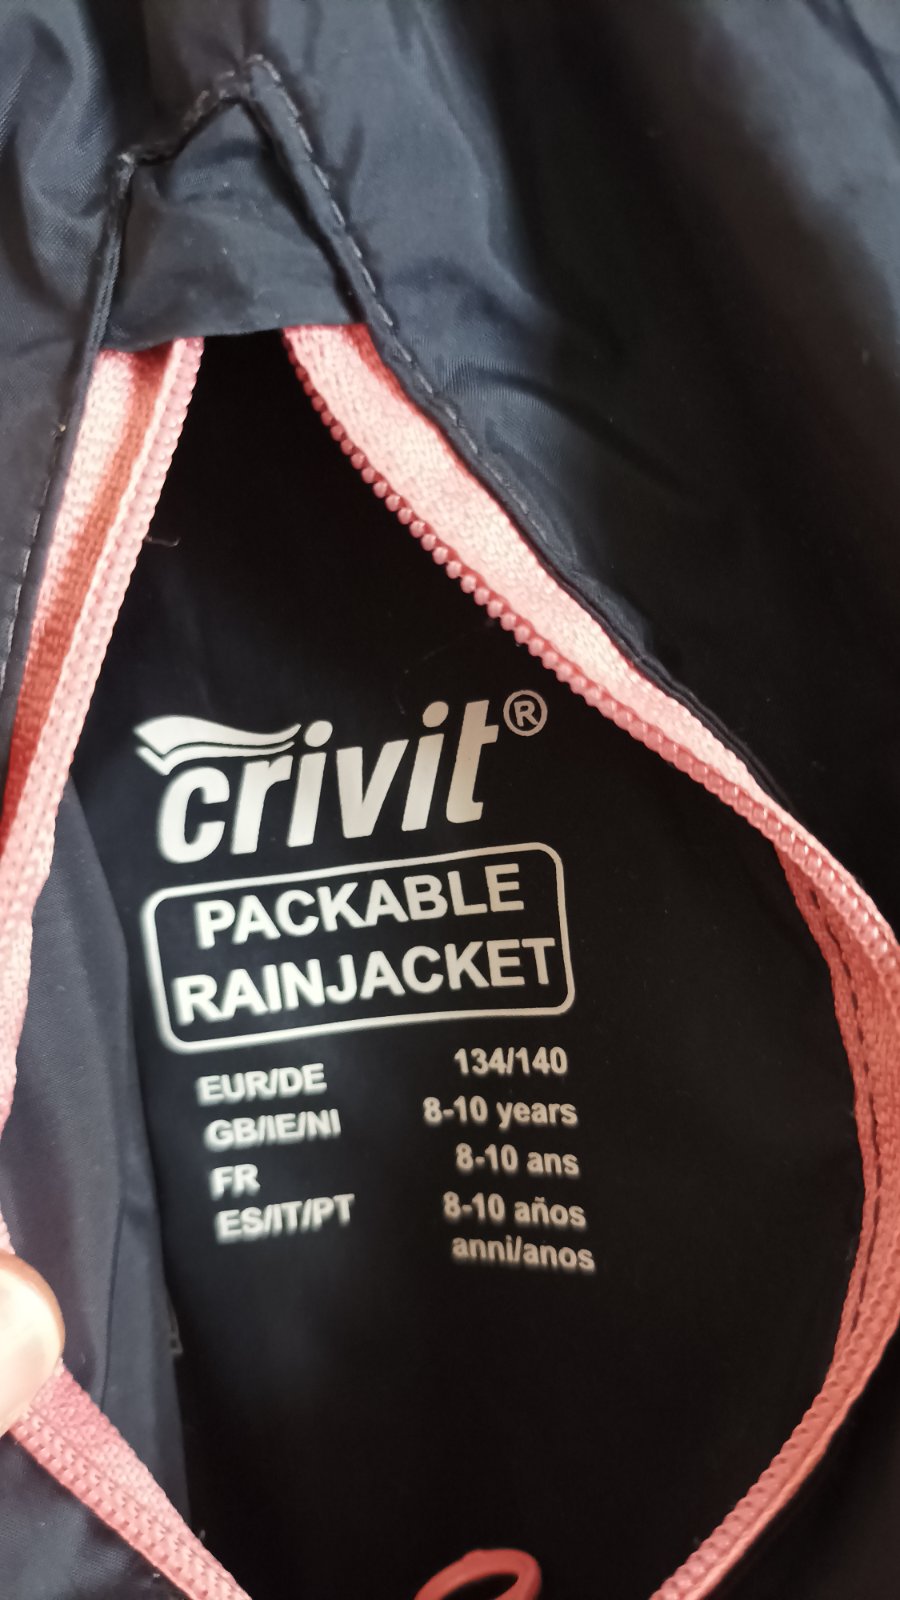 crivit®
PACKABLE
RAINJACKET
EUR/DE 134/140
GB/IE/NI 8-10 years
FR 8-10 ans
ES/IT/PT 8-10 años
anni/anos